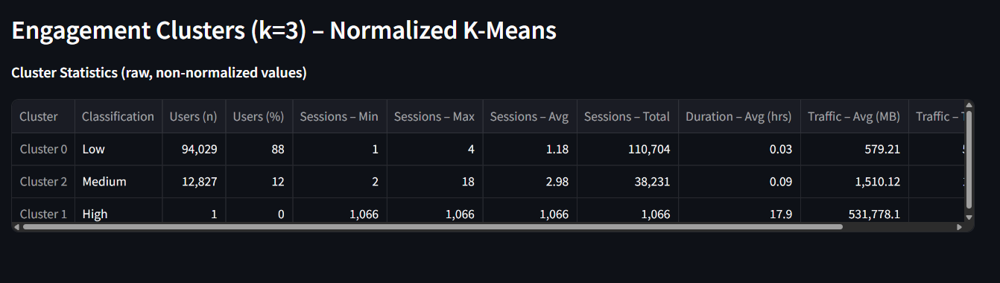 Engagement Clusters (k=3) – Normalized K-Means
Cluster Statistics (raw, non-normalized values)
Cluster Classification Users (n) Users (%) Sessions – Min Sessions – Max Sessions – Avg Sessions – Total Duration – Avg (hrs) Traffic – Avg (MB) Traffic –
Cluster 0 Low 94,029 88 1 4 1.18 110,704 0.03 579.21
Cluster 2 Medium 12,827 12 2 18 2.98 38,231 0.09 1,510.12
Cluster 1 High 1 0 1,066 1,066 1,066 1,066 17.9 531,778.1